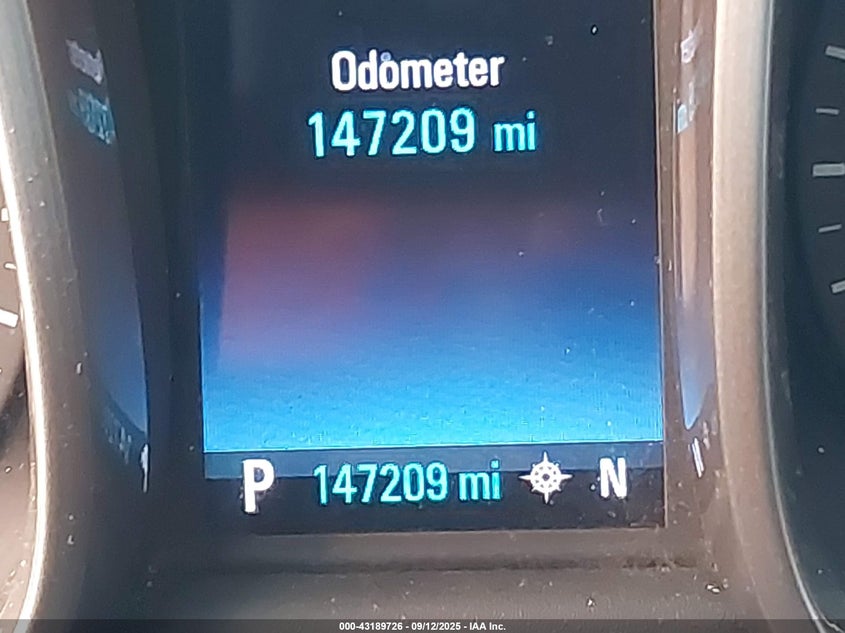 Odometer
147209 mi
P 147209 mi N
000-43189726 - 09/12/2025 - IAA Inc.